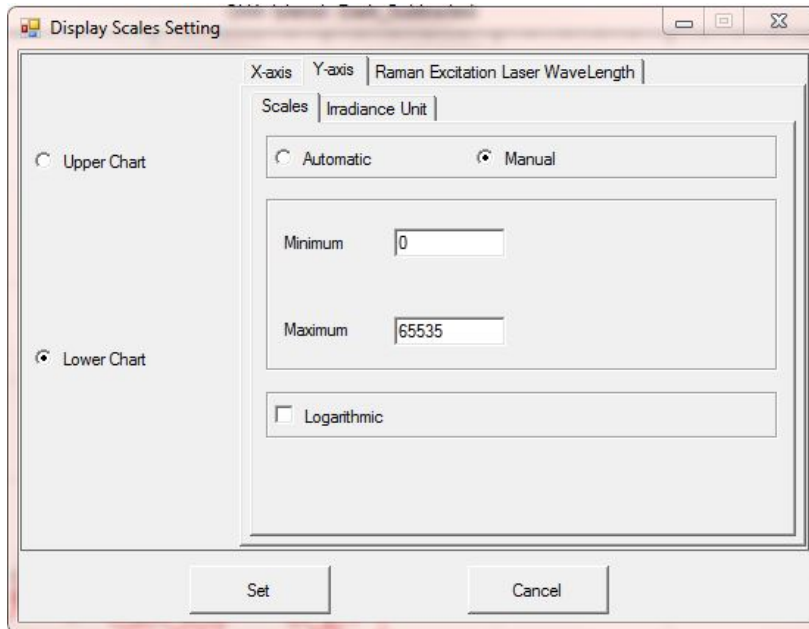 Display Scales Setting
X-axis Y-axis Raman Excitation Laser WaveLength
Scales Irradiance Unit
Upper Chart
Automatic Manual
Minimum 0
Maximum 65535
Lower Chart
Logarithmic
Set Cancel